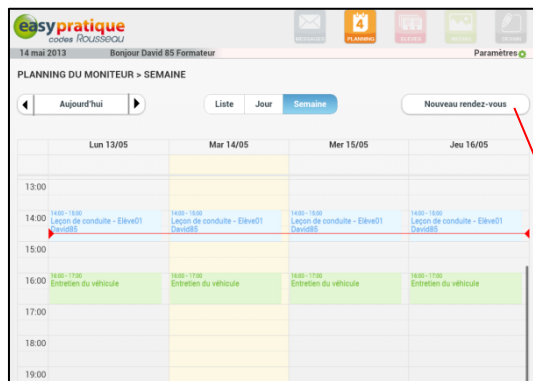 easypratique
codes Rousseau
MESSAGES
4
PLANNING
ELEVES
MEDIAS
14 mai 2013 Bonjour David 85 Formateur Paramètres
PLANNING DU MONITEUR > SEMAINE
Aujourd'hui Liste Jour Semaine Nouveau rendez-vous
Lun 13/05 Mar 14/05 Mer 15/05 Jeu 16/05
13:00
14:00
14:00 - 15:00 14:00 - 15:00 14:00 - 15:00 14:00 - 15:00
Leçon de conduite - Elève01 Leçon de conduite - Elève01 Leçon de conduite - Elève01 Leçon de conduite - Elève01
David85 David85 David85 David85
15:00
16:00
16:00 - 17:00 16:00 - 17:00 16:00 - 17:00 16:00 - 17:00
Entretien du véhicule Entretien du véhicule Entretien du véhicule Entretien du véhicule
17:00
18:00
19:00